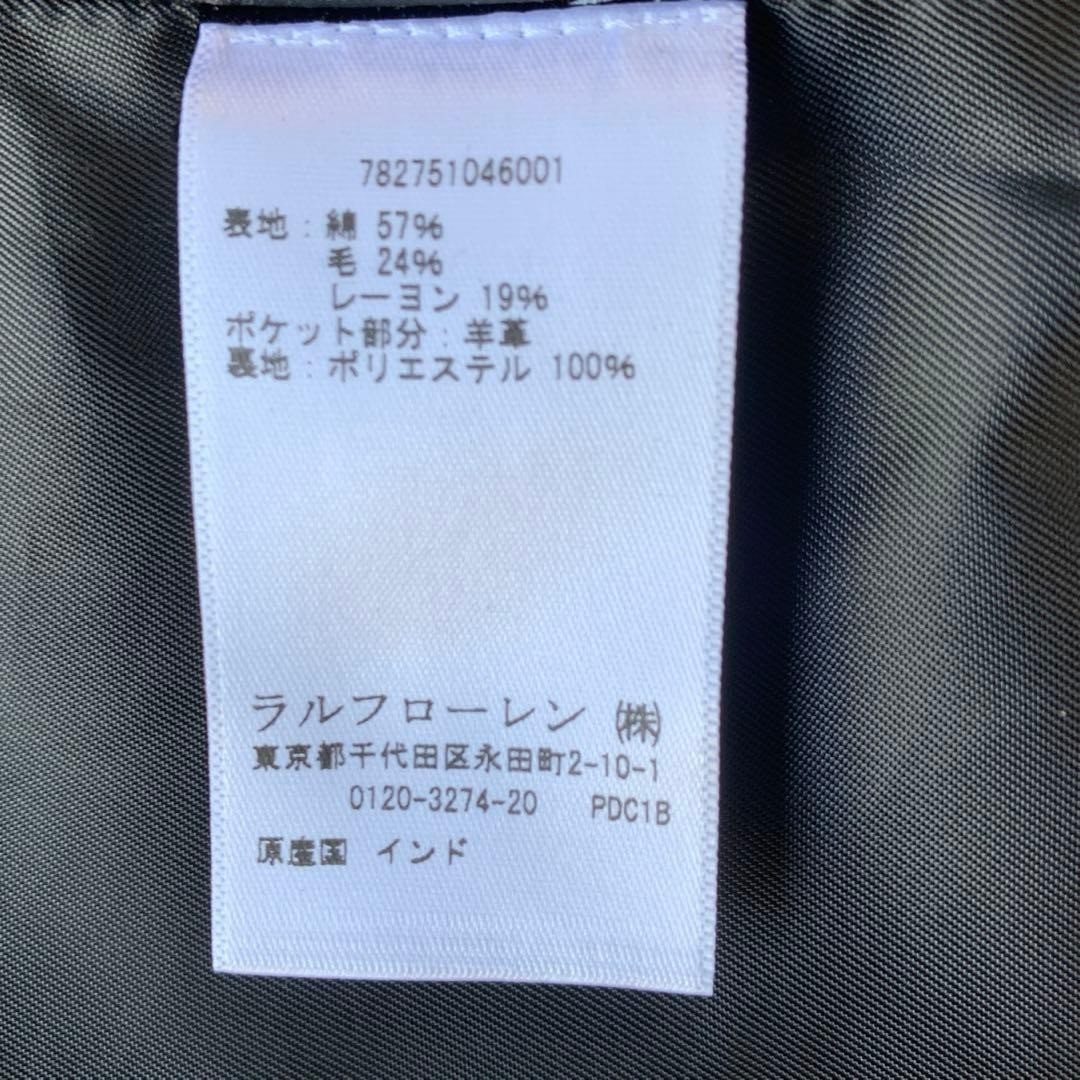 782751046001
表地:綿 57%
毛 24%
レーヨン 19%
ポケット部分:羊革
裏地:ポリエステル 100%
ラルフローレン ㈱
東京都千代田区永田町2-10-1
0120-3274-20 PDC1B
原産国 インド